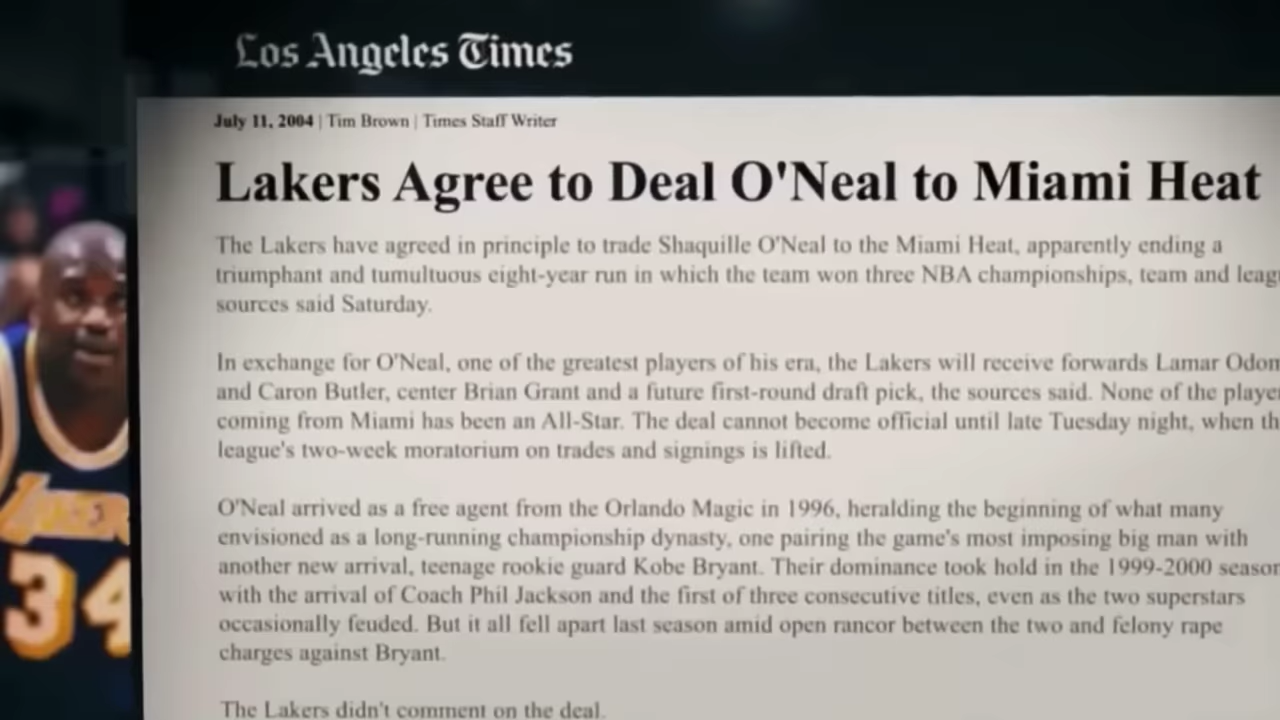 Los Angeles Times
July 11, 2004 | Tim Brown | Times Staff Writer
Lakers Agree to Deal O'Neal to Miami Heat
The Lakers have agreed in principle to trade Shaquille O'Neal to the Miami Heat, apparently ending a
triumphant and tumultuous eight-year run in which the team won three NBA championships, team and leagu
sources said Saturday.
In exchange for O'Neal, one of the greatest players of his era, the Lakers will receive forwards Lamar Odom
and Caron Butler, center Brian Grant and a future first-round draft pick, the sources said. None of the player
coming from Miami has been an All-Star. The deal cannot become official until late Tuesday night, when th
league's two-week moratorium on trades and signings is lifted.
O'Neal arrived as a free agent from the Orlando Magic in 1996, heralding the beginning of what many
envisioned as a long-running championship dynasty, one pairing the game's most imposing big man with
another new arrival, teenage rookie guard Kobe Bryant. Their dominance took hold in the 1999-2000 season
with the arrival of Coach Phil Jackson and the first of three consecutive titles, even as the two superstars
occasionally feuded. But it all fell apart last season amid open rancor between the two and felony rape
charges against Bryant.
The Lakers didn't comment on the deal.
34